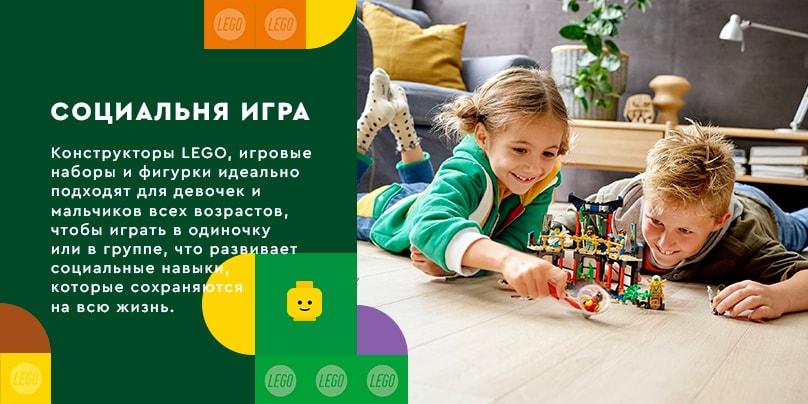 LEGO LEGO
СОЦИАЛЬНЯ ИГРА
Конструкторы LEGO, игровые
наборы и фигурки идеально
подходят для девочек и
мальчиков всех возрастов,
чтобы играть в одиночку
или в группе, что развивает
социальные навыки,
которые сохраняются
на всю жизнь.
LEGO LEGO LEGO LEGO